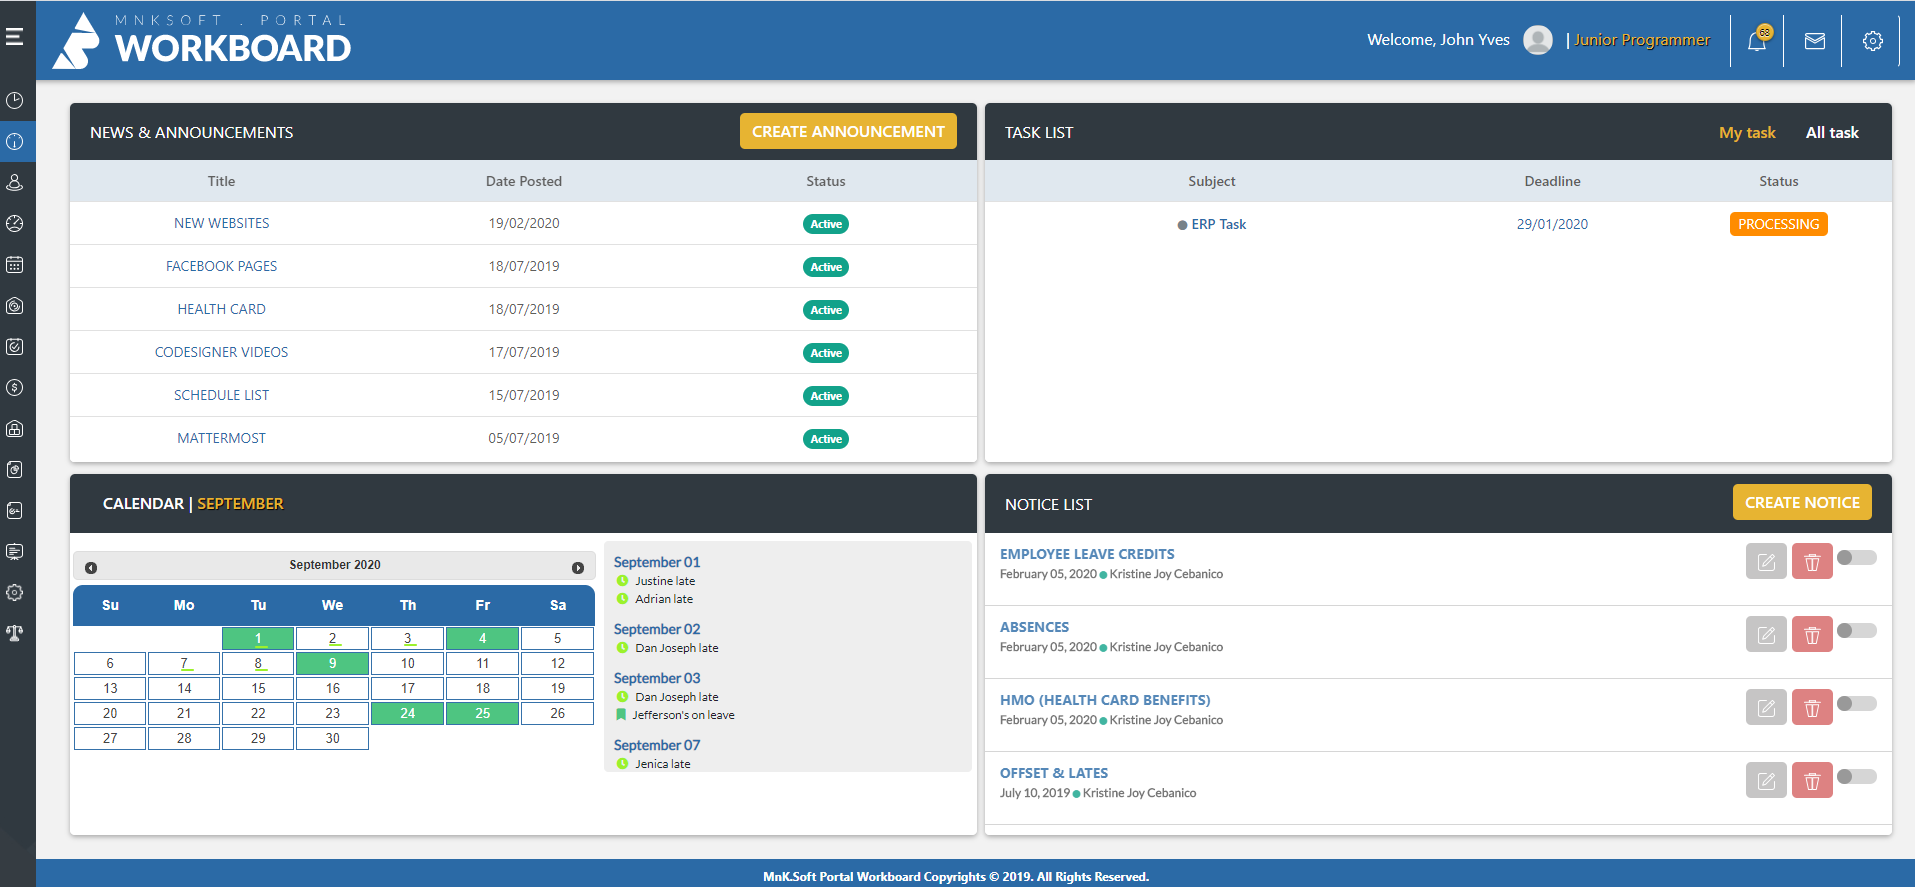 MNKSOFT . PORTAL
WORKBOARD
Welcome, John Yves | Junior Programmer
68
NEWS & ANNOUNCEMENTS CREATE ANNOUNCEMENT
Title Date Posted Status
NEW WEBSITES 19/02/2020 Active
FACEBOOK PAGES 18/07/2019 Active
HEALTH CARD 18/07/2019 Active
CODESIGNER VIDEOS 17/07/2019 Active
SCHEDULE LIST 15/07/2019 Active
MATTERMOST 05/07/2019 Active
TASK LIST My task All task
Subject Deadline Status
ERP Task 29/01/2020 PROCESSING
CALENDAR | SEPTEMBER
September 2020
Su Mo Tu We Th Fr Sa
1 2 3 4 5
6 7 8 9 10 11 12
13 14 15 16 17 18 19
20 21 22 23 24 25 26
27 28 29 30
September 01
Justine late
Adrian late
September 02
Dan Joseph late
September 03
Dan Joseph late
Jefferson's on leave
September 07
Jenica late
NOTICE LIST CREATE NOTICE
EMPLOYEE LEAVE CREDITS
February 05, 2020 Kristine Joy Cebanico
ABSENCES
February 05, 2020 Kristine Joy Cebanico
HMO (HEALTH CARD BENEFITS)
February 05, 2020 Kristine Joy Cebanico
OFFSET & LATES
July 10, 2019 Kristine Joy Cebanico
MnK.Soft Portal Workboard Copyrights © 2019. All Rights Reserved.